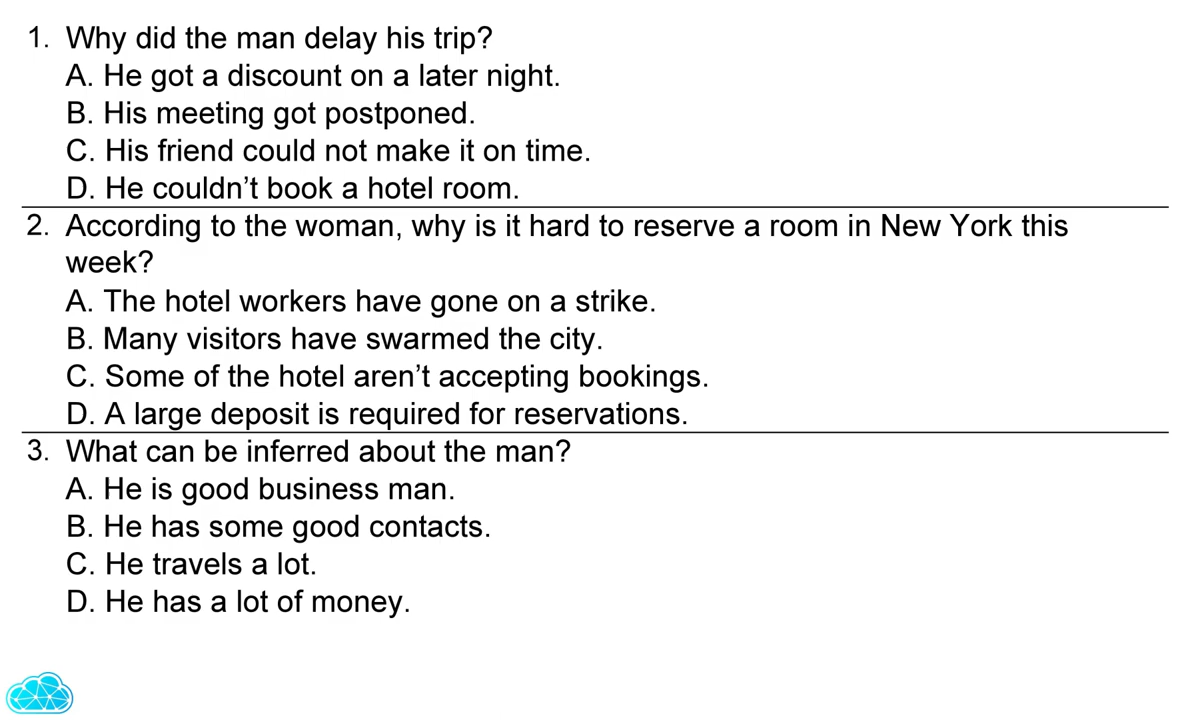 1. Why did the man delay his trip?
A. He got a discount on a later night.
B. His meeting got postponed.
C. His friend could not make it on time.
D. He couldn’t book a hotel room.
2. According to the woman, why is it hard to reserve a room in New York this
week?
A. The hotel workers have gone on a strike.
B. Many visitors have swarmed the city.
C. Some of the hotel aren’t accepting bookings.
D. A large deposit is required for reservations.
3. What can be inferred about the man?
A. He is good business man.
B. He has some good contacts.
C. He travels a lot.
D. He has a lot of money.